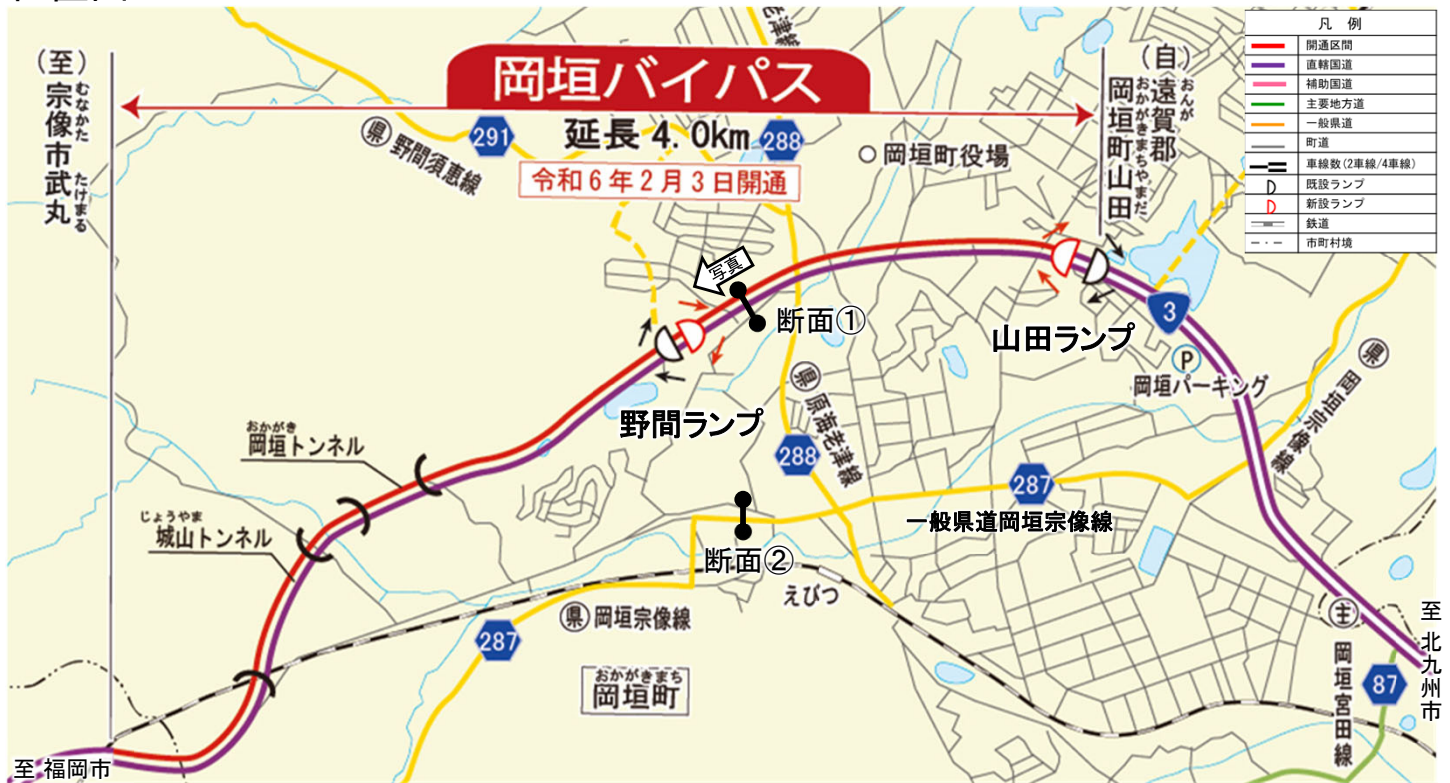 岡垣バイパス
延長 4.0km
令和6年2月3日開通
(至)
宗像市武丸
むなかた
たけまる
(自)
遠賀郡
おんが
岡垣町山田
おかがきまちやまだ
凡 例
開通区間
直轄国道
補助国道
主要地方道
一般県道
町道
車線数(2車線/4車線)
既設ランプ
新設ランプ
鉄道
市町村境
291
県 野間須恵線
288
老津線
岡垣町役場
写真
断面①
3
山田ランプ
P
岡垣パーキング
県 岡垣宗像線
野間ランプ
県 原海老津線
288
287
一般県道岡垣宗像線
おかがき
岡垣トンネル
じょうやま
城山トンネル
断面②
えびつ
県 岡垣宗像線
287
おかがきまち
岡垣町
主 岡垣宮田線
87
至 北九州市
至 福岡市